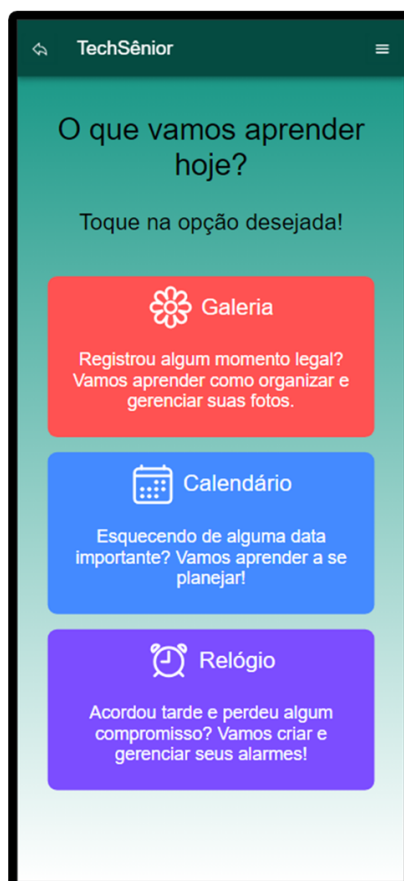 TechSênior
O que vamos aprender
hoje?
Toque na opção desejada!
Galeria
Registrou algum momento legal?
Vamos aprender como organizar e
gerenciar suas fotos.
Calendário
Esquecendo de alguma data
importante? Vamos aprender a se
planejar!
Relógio
Acordou tarde e perdeu algum
compromisso? Vamos criar e
gerenciar seus alarmes!